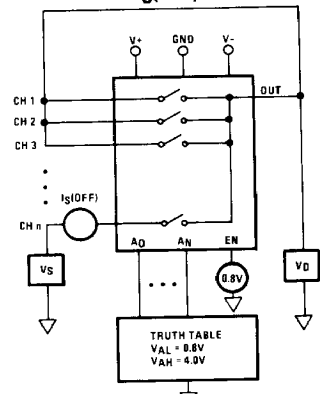 V+ GND V-
CH 1
OUT
CH 2
CH 3
IS(OFF)
CH n
A0 AN EN
VS
0.8V
VD
TRUTH TABLE
VAL = 0.8V
VAH = 4.0V